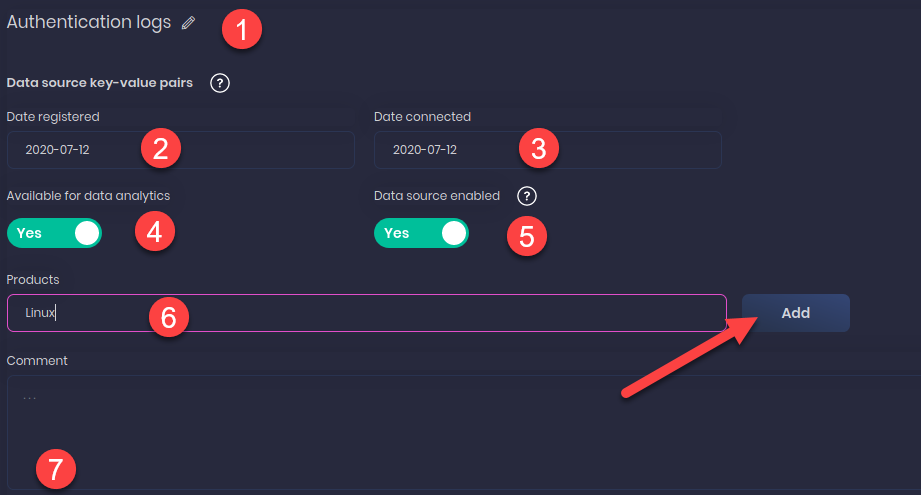 Authentication logs 1
Data source key-value pairs ?
Date registered Date connected
2020-07-12 2 2020-07-12 3
Available for data analytics Data source enabled ?
Yes 4 Yes 5
Products
Linux 6 Add
Comment
...
7